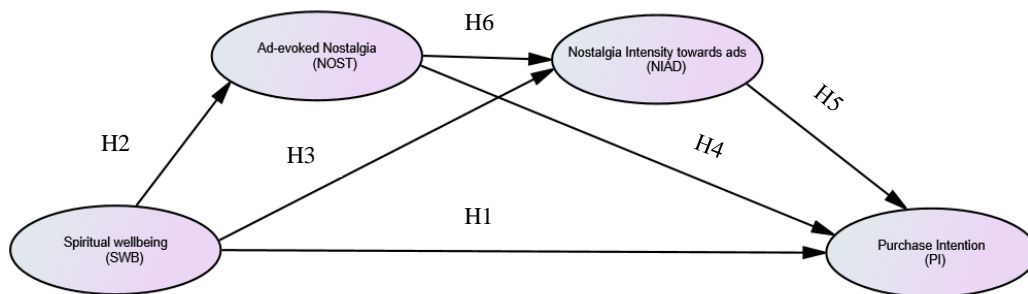 H6
Ad-evoked Nostalgia
(NOST)
Nostalgia Intensity towards ads
(NIAD)
H5
H2
H3
H4
H1
Spiritual wellbeing
(SWB)
Purchase Intention
(PI)